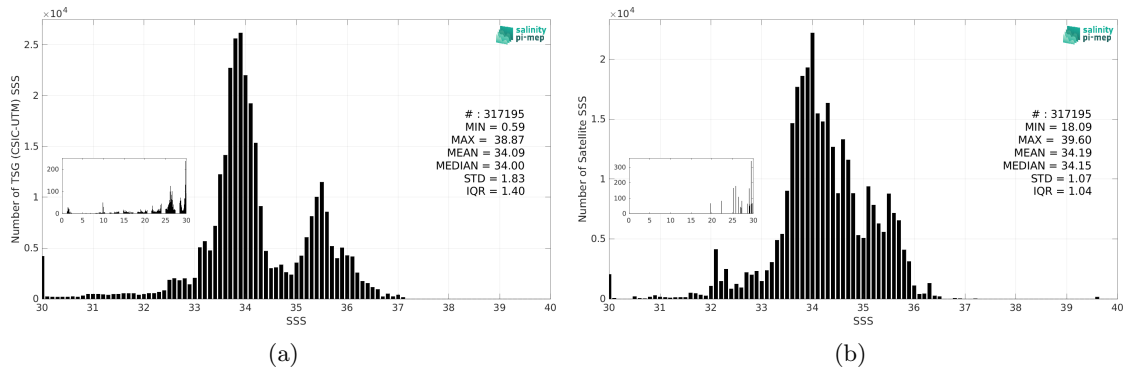 ×10⁴
2.5
2
1.5
1
0.5
0
Number of TSG (CSIC-UTM) SSS
salinity
pi-mep
# : 317195
MIN = 0.59
MAX = 38.87
MEAN = 34.09
MEDIAN = 34.00
STD = 1.83
IQR = 1.40
200
100
0
0 5 10 15 20 25 30
30 31 32 33 34 35 36 37 38 39 40
SSS
(a)
×10⁴
2
1.5
1
0.5
0
Number of Satellite SSS
salinity
pi-mep
# : 317195
MIN = 18.09
MAX = 39.60
MEAN = 34.19
MEDIAN = 34.15
STD = 1.07
IQR = 1.04
300
200
100
0
0 5 10 15 20 25 30
30 31 32 33 34 35 36 37 38 39 40
SSS
(b)